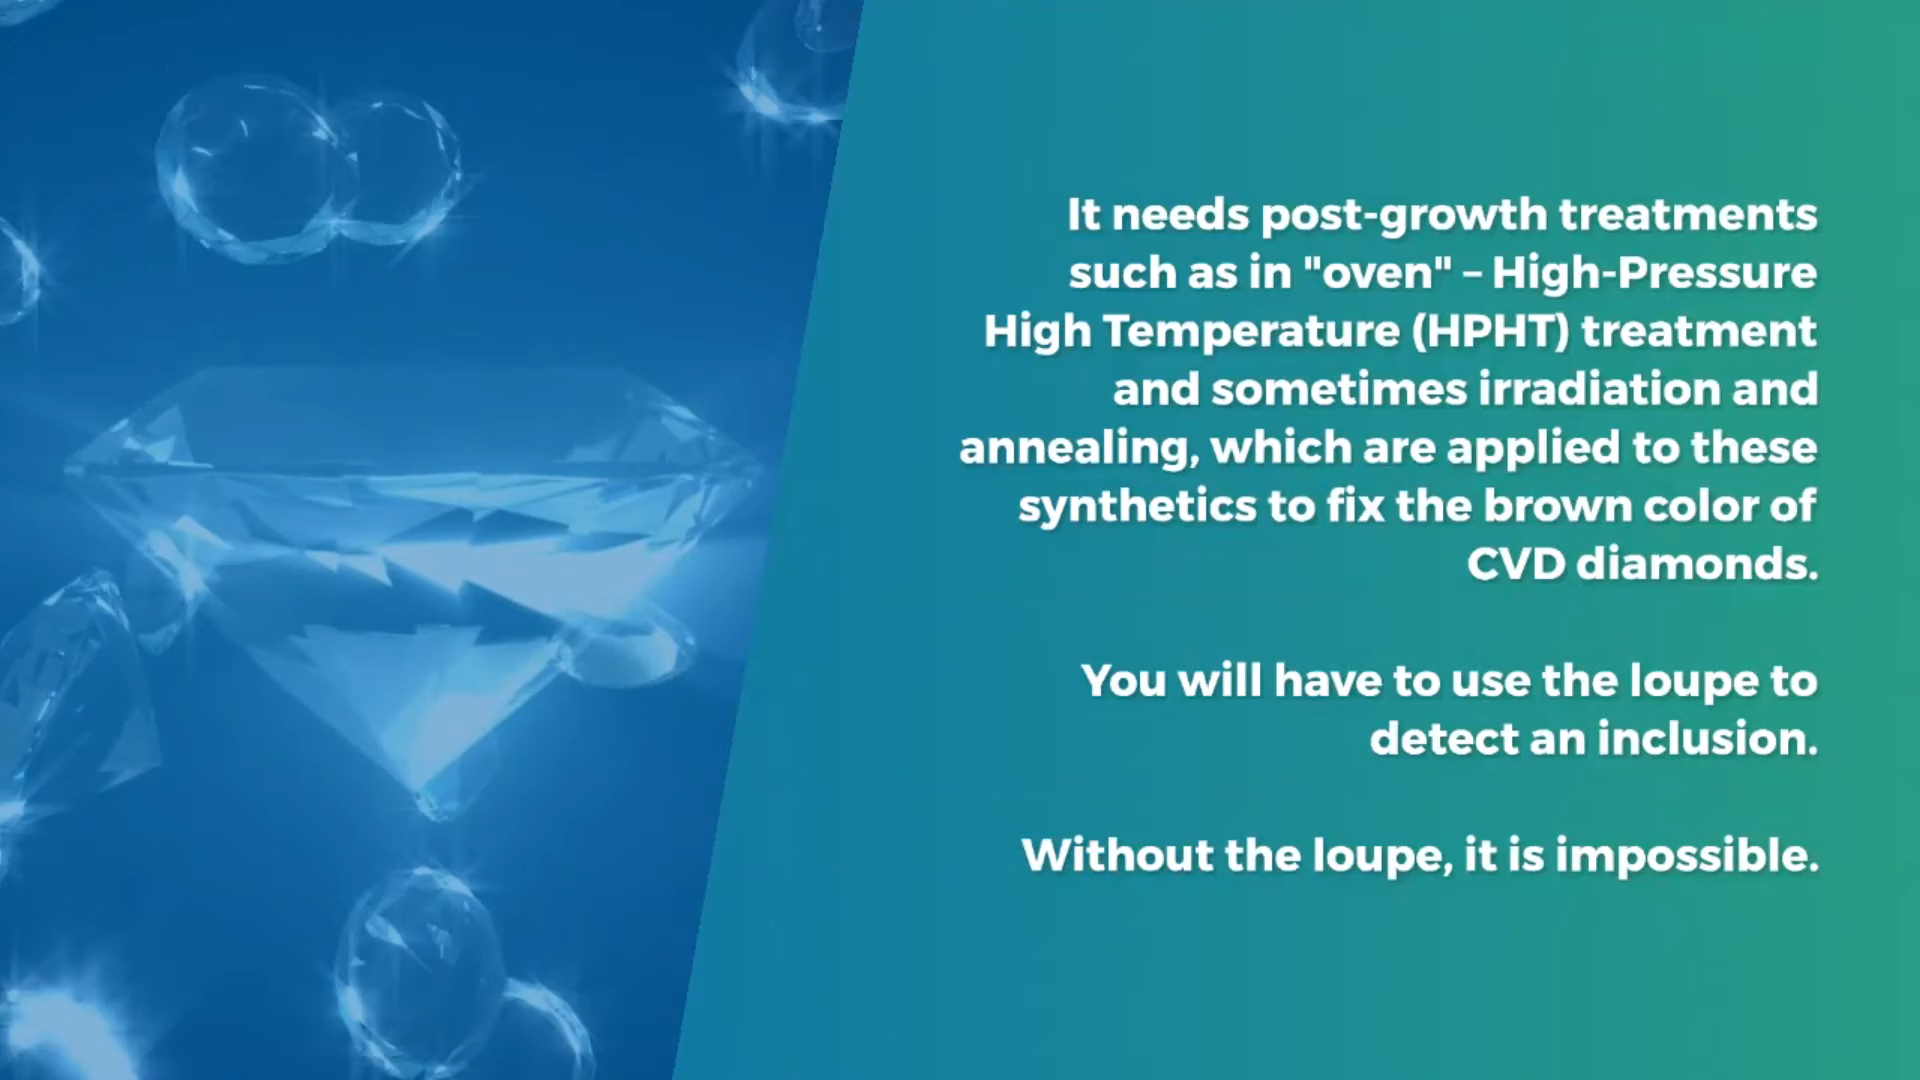 It needs post-growth treatments
such as in "oven" – High-Pressure
High Temperature (HPHT) treatment
and sometimes irradiation and
annealing, which are applied to these
synthetics to fix the brown color of
CVD diamonds.
You will have to use the loupe to
detect an inclusion.
Without the loupe, it is impossible.